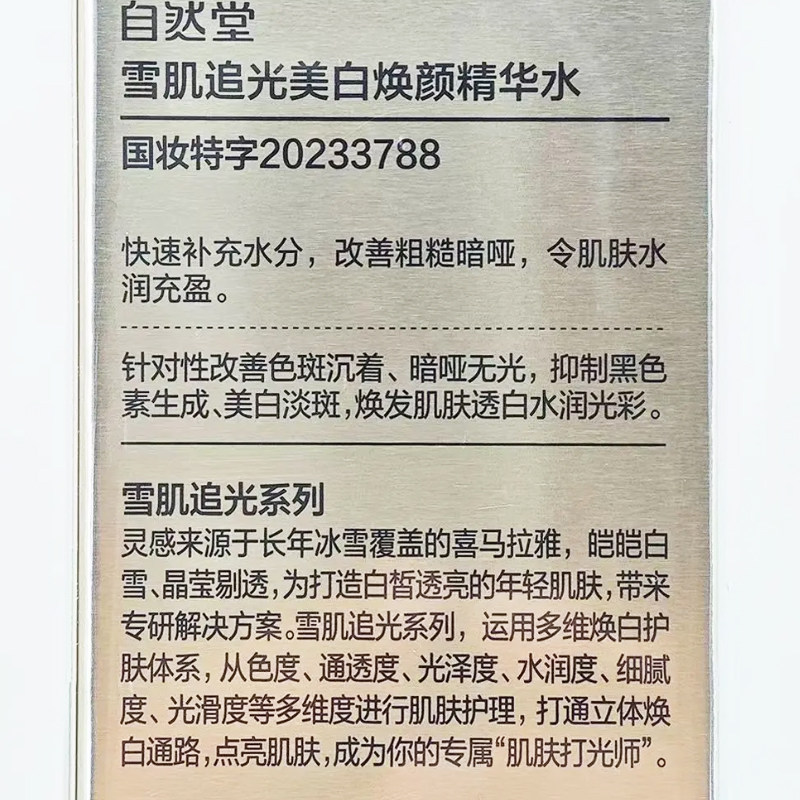 自然堂
雪肌追光美白焕颜精华水
国妆特字20233788
快速补充水分，改善粗糙暗哑，令肌肤水
润充盈。
针对性改善色斑沉着、暗哑无光，抑制黑色
素生成、美白淡斑，焕发肌肤透白水润光彩。
雪肌追光系列
灵感来源于长年冰雪覆盖的喜马拉雅，皑皑白
雪、晶莹剔透，为打造白皙透亮的年轻肌肤，带来
专研解决方案。雪肌追光系列，运用多维焕白护
肤体系，从色度、通透度、光泽度、水润度、细腻
度、光滑度等多维度进行肌肤护理，打通立体焕
白通路，点亮肌肤，成为你的专属“肌肤打光师”。